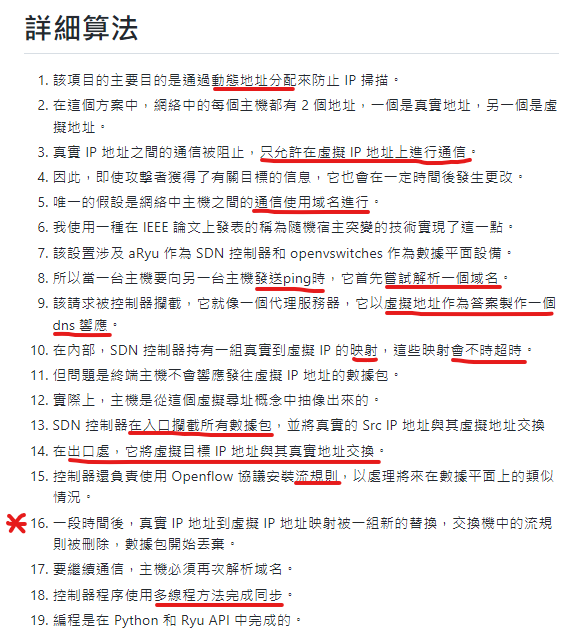 詳細算法
1. 該項目的主要目的是通過動態地址分配來防止 IP 掃描。
2. 在這個方案中，網絡中的每個主機都有 2 個地址，一個是真實地址，另一個是虛
擬地址。
3. 真實 IP 地址之間的通信被阻止，只允許在虛擬 IP 地址上進行通信。
4. 因此，即使攻擊者獲得了有關目標的信息，它也會在一定時間後發生更改。
5. 唯一的假設是網絡中主機之間的通信使用域名進行。
6. 我使用一種在 IEEE 論文上發表的稱為隨機宿主突變的技術實現了這一點。
7. 該設置涉及 aRyu 作為 SDN 控制器和 openvswitches 作為數據平面設備。
8. 所以當一台主機要向另一台主機發送ping時，它首先嘗試解析一個域名。
9. 該請求被控制器攔截，它就像一個代理服務器，它以虛擬地址作為答案製作一個
dns 響應。
10. 在內部，SDN 控制器持有一組真實到虛擬 IP 的映射，這些映射會不時超時。
11. 但問題是終端主機不會響應發往虛擬 IP 地址的數據包。
12. 實際上，主機是從這個虛擬尋址概念中抽像出來的。
13. SDN 控制器在入口攔截所有數據包，並將真實的 Src IP 地址與其虛擬地址交換
14. 在出口處，它將虛擬目標 IP 地址與其真實地址交換。
15. 控制器還負責使用 Openflow 協議安裝流規則，以處理將來在數據平面上的類似
情況。
16. 一段時間後，真實 IP 地址到虛擬 IP 地址映射被一組新的替換，交換機中的流規
則被刪除，數據包開始丟棄。
17. 要繼續通信，主機必須再次解析域名。
18. 控制器程序使用多線程方法完成同步。
19. 編程是在 Python 和 Ryu API 中完成的。